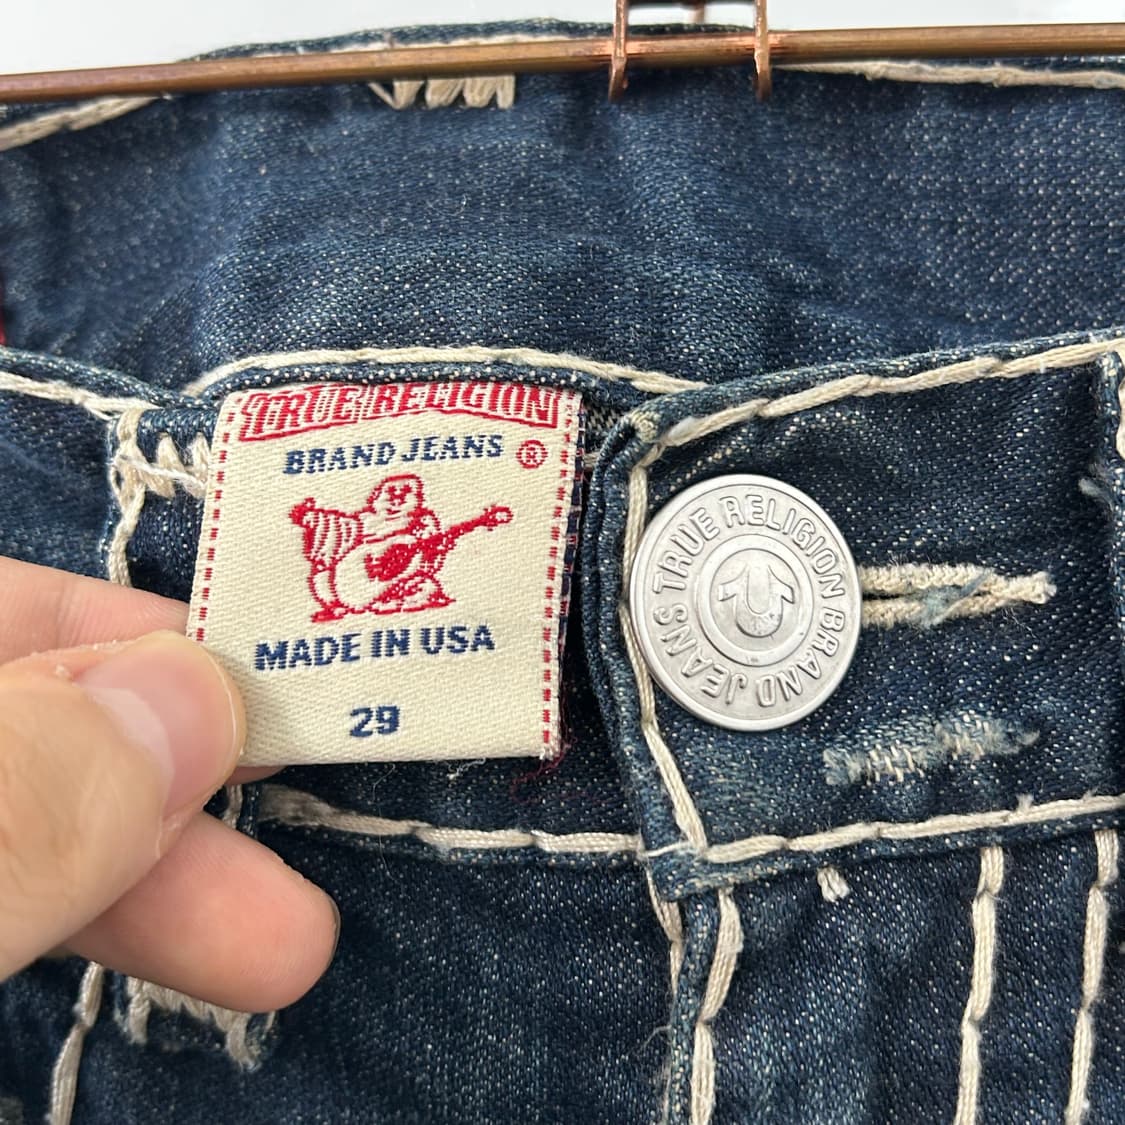 TRUE RELIGION
BRAND JEANS ®
MADE IN USA
29
TRUE RELIGION BRAND JEANS